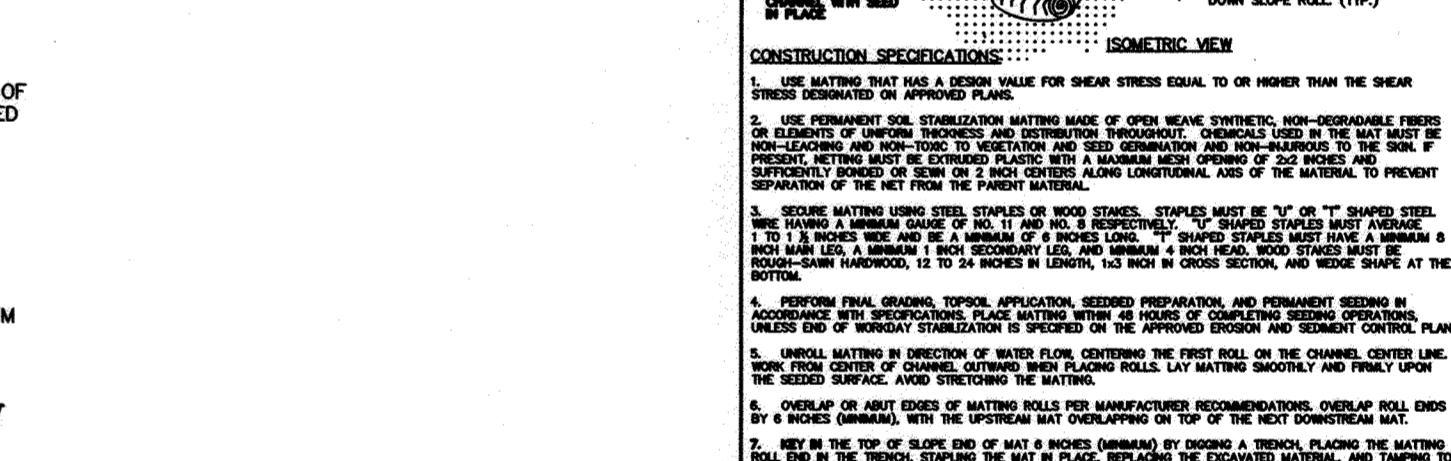 OF
ED
M
CHANNEL WITH SEED
IN PLACE
DOWN SLOPE ROLL (TYP.)
ISOMETRIC VIEW
CONSTRUCTION SPECIFICATIONS:
1. USE MATTING THAT HAS A DESIGN VALUE FOR SHEAR STRESS EQUAL TO OR HIGHER THAN THE SHEAR
STRESS DESIGNATED ON APPROVED PLANS.
2. USE PERMANENT SOIL STABILIZATION MATTING MADE OF OPEN WEAVE SYNTHETIC, NON-DEGRADABLE FIBERS
OR ELEMENTS OF UNIFORM THICKNESS AND DISTRIBUTION THROUGHOUT. CHEMICALS USED IN THE MAT MUST BE
NON-LEACHING AND NON-TOXIC TO VEGETATION AND SEED GERMINATION AND NON-INJURIOUS TO THE SKIN. IF
PRESENT, NETTING MUST BE EXTRUDED PLASTIC WITH A MAXIMUM MESH OPENING OF 2x2 INCHES AND
SUFFICIENTLY BONDED OR SEWN ON 2 INCH CENTERS ALONG LONGITUDINAL AXIS OF THE MATERIAL TO PREVENT
SEPARATION OF THE NET FROM THE PARENT MATERIAL.
3. SECURE MATTING USING STEEL STAPLES OR WOOD STAKES. STAPLES MUST BE "U" OR "T" SHAPED STEEL
WIRE HAVING A MINIMUM GAUGE OF NO. 11 AND NO. 8 RESPECTIVELY. "U" SHAPED STAPLES MUST AVERAGE
1 TO 1 ½ INCHES WIDE AND BE A MINIMUM OF 6 INCHES LONG. "T" SHAPED STAPLES MUST HAVE A MINIMUM 8
INCH MAIN LEG, A MINIMUM 1 INCH SECONDARY LEG, AND MINIMUM 4 INCH HEAD. WOOD STAKES MUST BE
ROUGH-SAWN HARDWOOD, 12 TO 24 INCHES IN LENGTH, 1x3 INCH IN CROSS SECTION, AND WEDGE SHAPE AT THE
BOTTOM.
4. PERFORM FINAL GRADING, TOPSOIL APPLICATION, SEEDBED PREPARATION, AND PERMANENT SEEDING IN
ACCORDANCE WITH SPECIFICATIONS. PLACE MATTING WITHIN 48 HOURS OF COMPLETING SEEDING OPERATIONS,
UNLESS END OF WORKDAY STABILIZATION IS SPECIFIED ON THE APPROVED EROSION AND SEDIMENT CONTROL PLAN
5. UNROLL MATTING IN DIRECTION OF WATER FLOW, CENTERING THE FIRST ROLL ON THE CHANNEL CENTER LINE.
WORK FROM CENTER OF CHANNEL OUTWARD WHEN PLACING ROLLS. LAY MATTING SMOOTHLY AND FIRMLY UPON
THE SEEDED SURFACE. AVOID STRETCHING THE MATTING.
6. OVERLAP OR ABUT EDGES OF MATTING ROLLS PER MANUFACTURER RECOMMENDATIONS. OVERLAP ROLL ENDS
BY 6 INCHES (MINIMUM), WITH THE UPSTREAM MAT OVERLAPPING ON TOP OF THE NEXT DOWNSTREAM MAT.
7. KEY IN THE TOP OF SLOPE END OF MAT 6 INCHES (MINIMUM) BY DIGGING A TRENCH, PLACING THE MATTING
ROLL END IN THE TRENCH, STAPLING THE MAT IN PLACE, REPLACING THE EXCAVATED MATERIAL, AND TAMPING TO